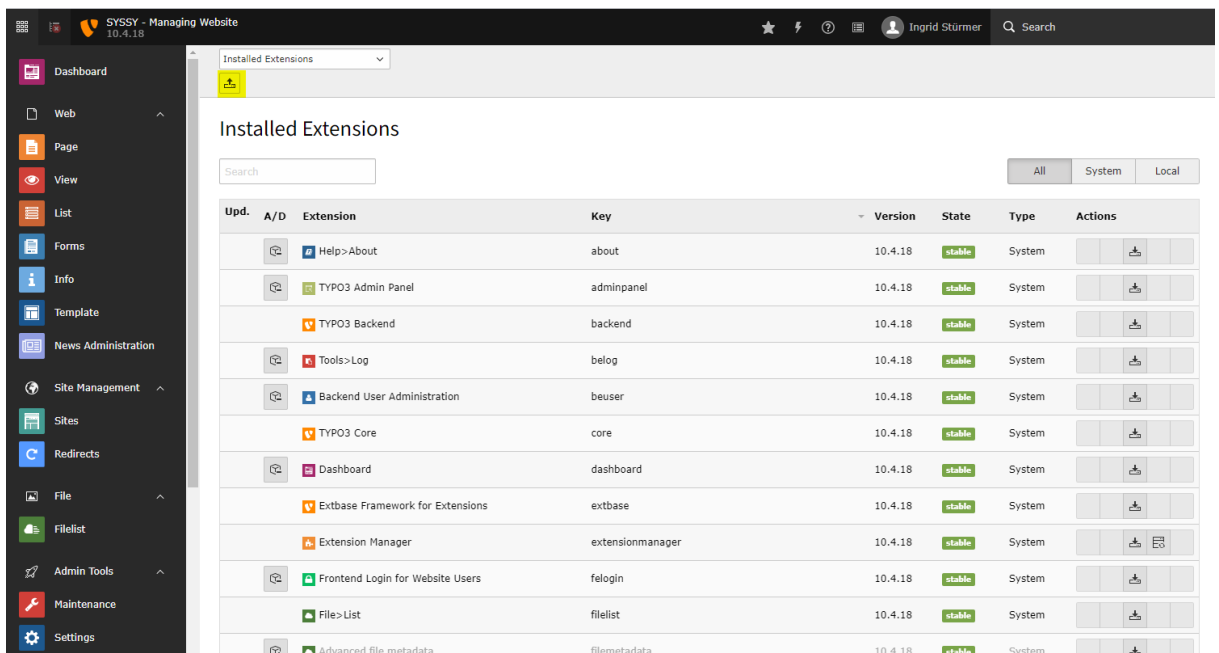 SYSSY - Managing Website
10.4.18
Ingrid Stürmer
Search
Dashboard
Web
Page
View
List
Forms
Info
Template
News Administration
Site Management
Sites
Redirects
File
Filelist
Admin Tools
Maintenance
Settings
Installed Extensions
Installed Extensions
Search
All System Local
Upd. A/D Extension Key Version State Type Actions
Help>About about 10.4.18 stable System
TYPO3 Admin Panel adminpanel 10.4.18 stable System
TYPO3 Backend backend 10.4.18 stable System
Tools>Log belog 10.4.18 stable System
Backend User Administration beuser 10.4.18 stable System
TYPO3 Core core 10.4.18 stable System
Dashboard dashboard 10.4.18 stable System
Extbase Framework for Extensions extbase 10.4.18 stable System
Extension Manager extensionmanager 10.4.18 stable System
Frontend Login for Website Users felogin 10.4.18 stable System
File>List filelist 10.4.18 stable System
Advanced file metadata filemetadata 10.4.18 stable System